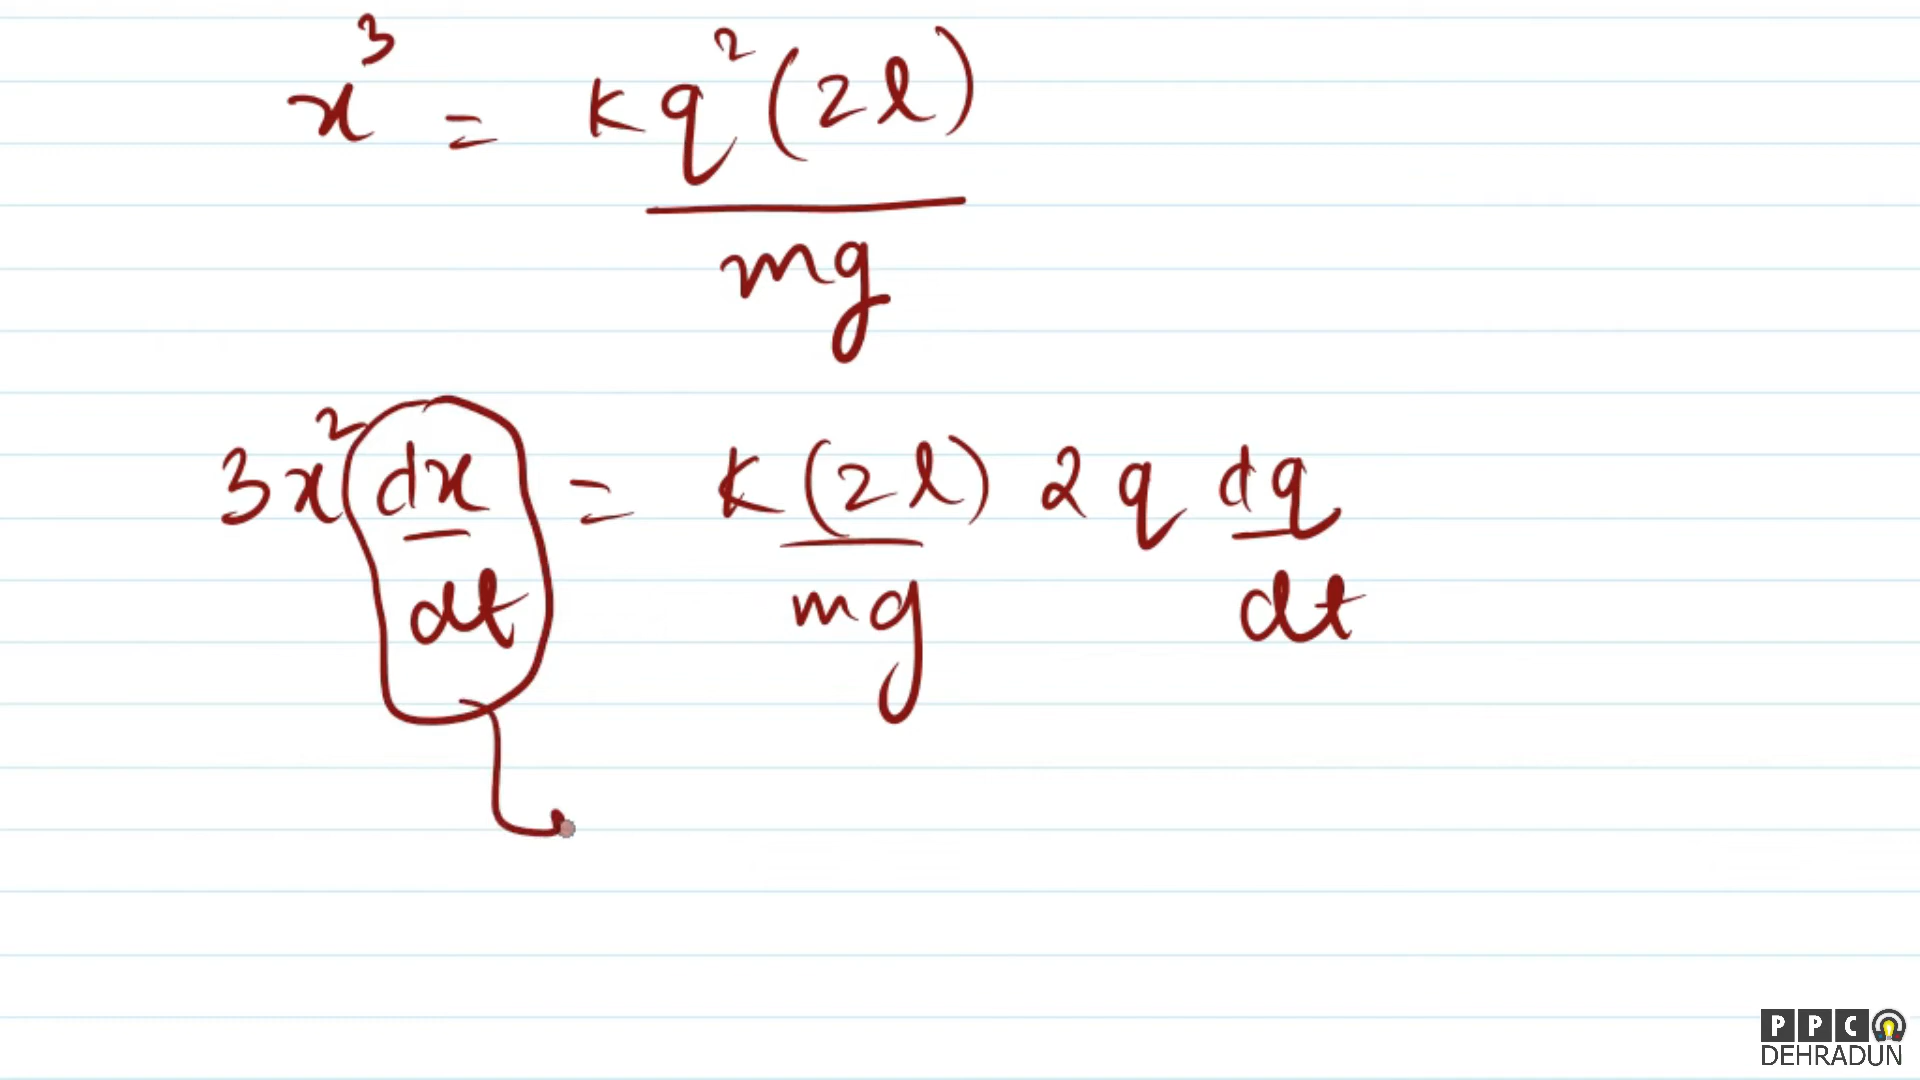 x³ = kq²(2l)
mg
3x² dx = k(2l) 2q dq
dt mg dt
PPC
DEHRADUN